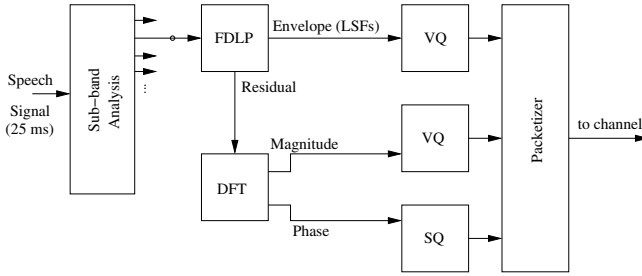 Speech
Signal
(25 ms)
Sub-band
Analysis
...
FDLP
Envelope (LSFs)
VQ
Residual
DFT
Magnitude
VQ
Phase
SQ
Packetizer
to channel